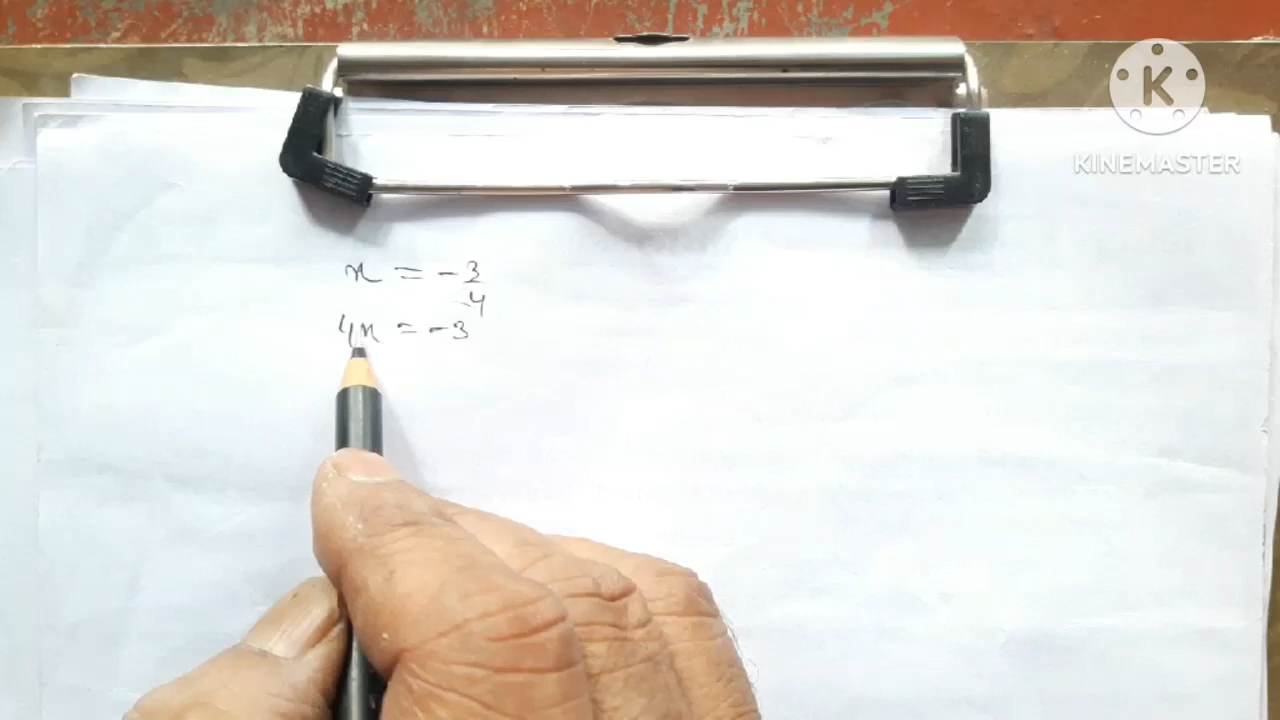 x = -3/4
4x = -3
K
KINEMASTER